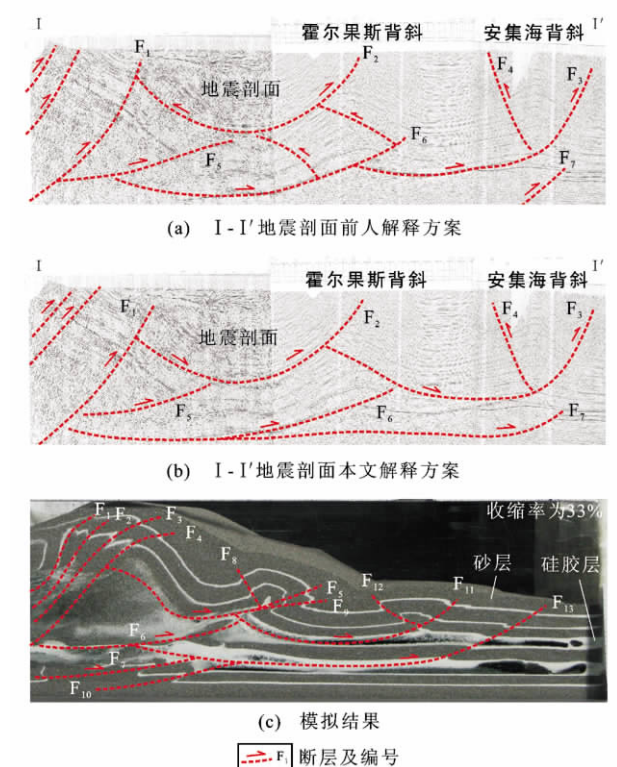 I I′
霍尔果斯背斜 安集海背斜
F₁ F₂ F₄ F₃
地震剖面
F₅ F₆ F₇
(a) I-I′地震剖面前人解释方案
I I′
霍尔果斯背斜 安集海背斜
F₁ F₂ F₄ F₃
地震剖面
F₅ F₆ F₇
(b) I-I′地震剖面本文解释方案
F₁ F₂ F₃ F₄ 收缩率为33%
F₈ F₅ F₉ F₁₂ F₁₁ 砂层 硅胶层
F₁₃
F₆
F₇
F₁₀
(c) 模拟结果
F₁ 断层及编号